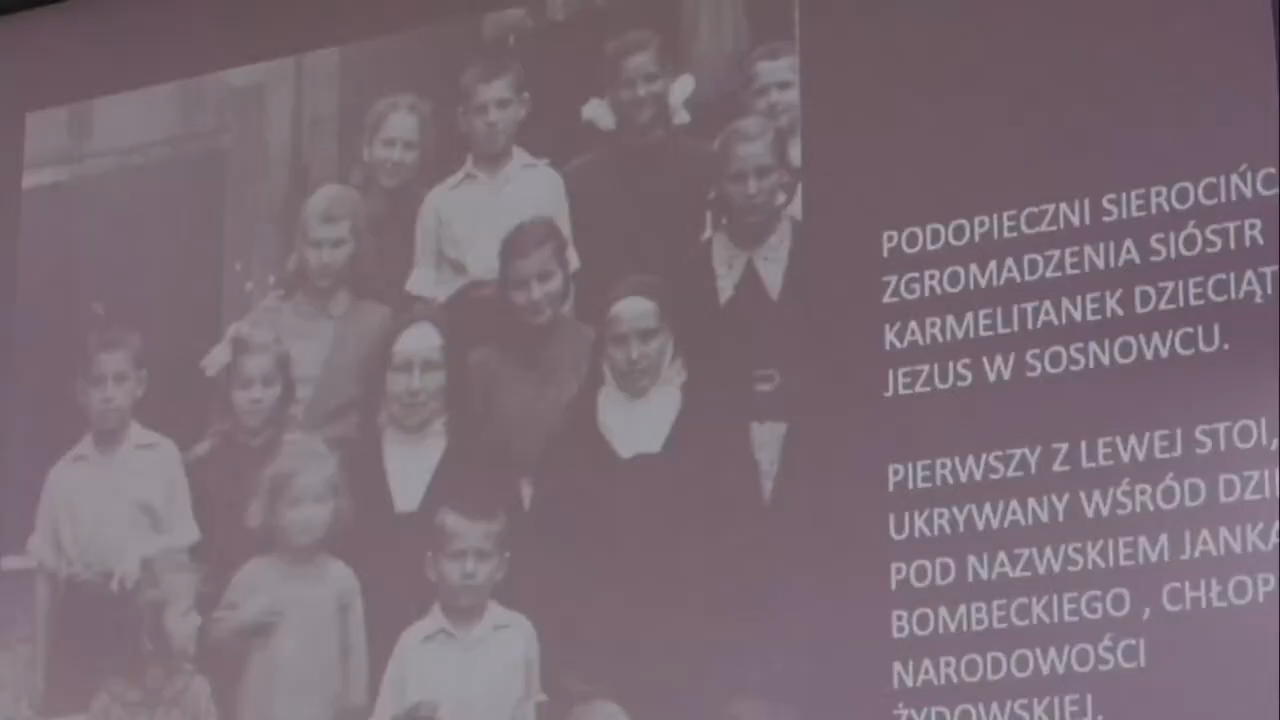 PODOPIECZNI SIEROCIŃC
ZGROMADZENIA SIÓSTR
KARMELITANEK DZIECIĄT
JEZUS W SOSNOWCU.
PIERWSZY Z LEWEJ STOI,
UKRYWANY WŚRÓD DZI
POD NAZWSKIEM JANKA
BOMBECKIEGO , CHŁOP
NARODOWOŚCI
ŻYDOWSKIEJ.